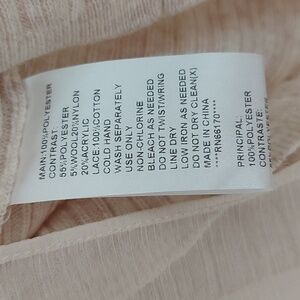 MAIN:100%POLYESTER
CONTRAST:
55%POLYESTER
5%WOOL20%NYLON
20%ACRYLIC
LACE:100%COTTON
COLD HAND
WASH SEPARATELY
USE ONLY
NON-CHLORINE
BLEACH AS NEEDED
DO NOT TWIST/WRING
LINE DRY
LOW IRON AS NEEDED
DO NOT DRY CLEAN(X)
MADE IN CHINA
****RN66170****
PRINCIPAL:
100%POLYESTER
CONTRASTE: